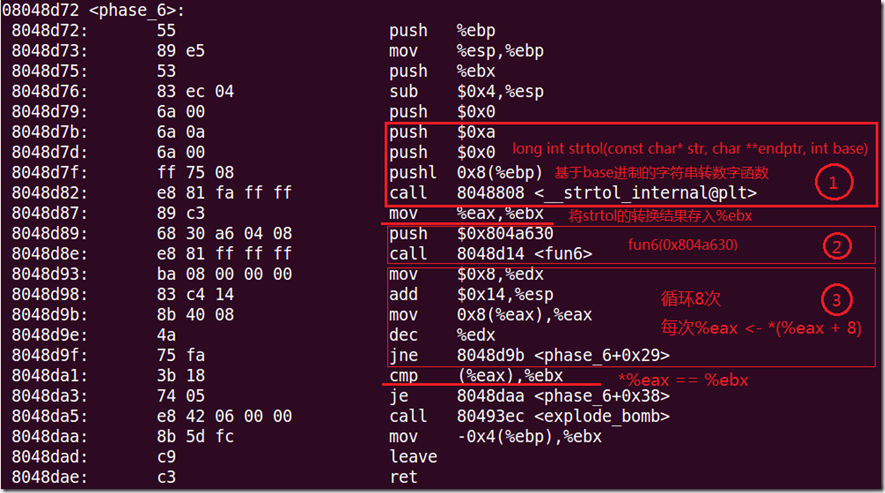 08048d72 <phase_6>:
8048d72: 55 push %ebp
8048d73: 89 e5 mov %esp,%ebp
8048d75: 53 push %ebx
8048d76: 83 ec 04 sub $0x4,%esp
8048d79: 6a 00 push $0x0
8048d7b: 6a 0a push $0xa
long int strtol(const char* str, char **endptr, int base)
8048d7d: 6a 00 push $0x0
8048d7f: ff 75 08 pushl 0x8(%ebp) 基于base进制的字符串转数字函数
①
8048d82: e8 81 fa ff ff call 8048808 <__strtol_internal@plt>
8048d87: 89 c3 mov %eax,%ebx 将strtol的转换结果存入%ebx
8048d89: 68 30 a6 04 08 push $0x804a630
fun6(0x804a630) ②
8048d8e: e8 81 ff ff ff call 8048d14 <fun6>
8048d93: ba 08 00 00 00 mov $0x8,%edx
8048d98: 83 c4 14 add $0x14,%esp 循环8次 ③
8048d9b: 8b 40 08 mov 0x8(%eax),%eax
8048d9e: 4a dec %edx 每次%eax <- *(%eax + 8)
8048d9f: 75 fa jne 8048d9b <phase_6+0x29>
8048da1: 3b 18 cmp (%eax),%ebx *%eax == %ebx
8048da3: 74 05 je 8048daa <phase_6+0x38>
8048da5: e8 42 06 00 00 call 80493ec <explode_bomb>
8048daa: 8b 5d fc mov -0x4(%ebp),%ebx
8048dad: c9 leave
8048dae: c3 ret